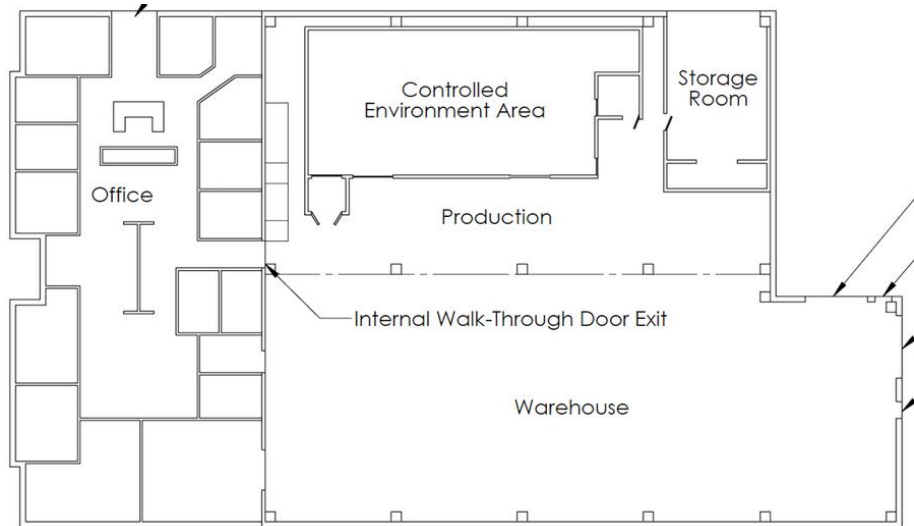 Controlled
Environment Area
Storage
Room
Office
Production
Internal Walk-Through Door Exit
Warehouse